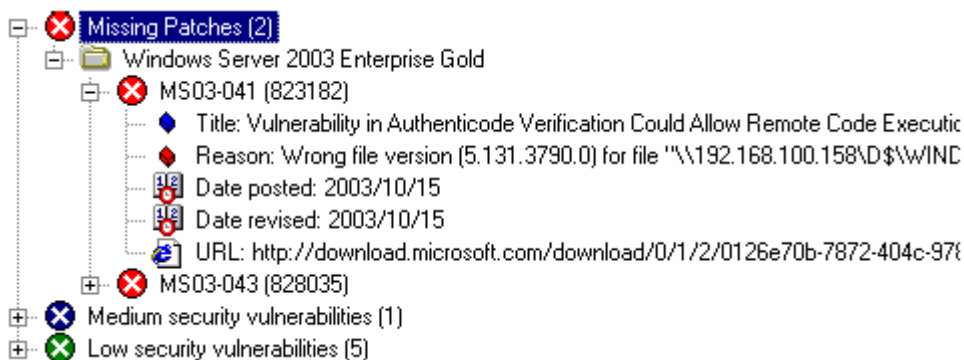 Missing Patches (2)
Windows Server 2003 Enterprise Gold
MS03-041 (823182)
Title: Vulnerability in Authenticode Verification Could Allow Remote Code Executio
Reason: Wrong file version (5.131.3790.0) for file "\\192.168.100.158\D$\WIND
Date posted: 2003/10/15
Date revised: 2003/10/15
URL: http://download.microsoft.com/download/0/1/2/0126e70b-7872-404c-978
MS03-043 (828035)
Medium security vulnerabilities (1)
Low security vulnerabilities (5)